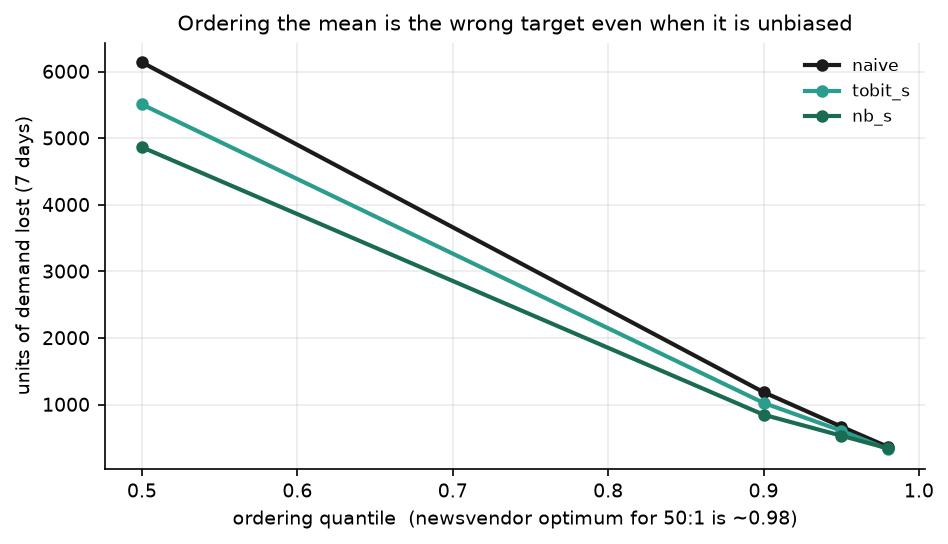 Ordering the mean is the wrong target even when it is unbiased
naive
tobit_s
nb_s
units of demand lost (7 days)
6000
5000
4000
3000
2000
1000
0.5
0.6
0.7
0.8
0.9
1.0
ordering quantile  (newsvendor optimum for 50:1 is ~0.98)